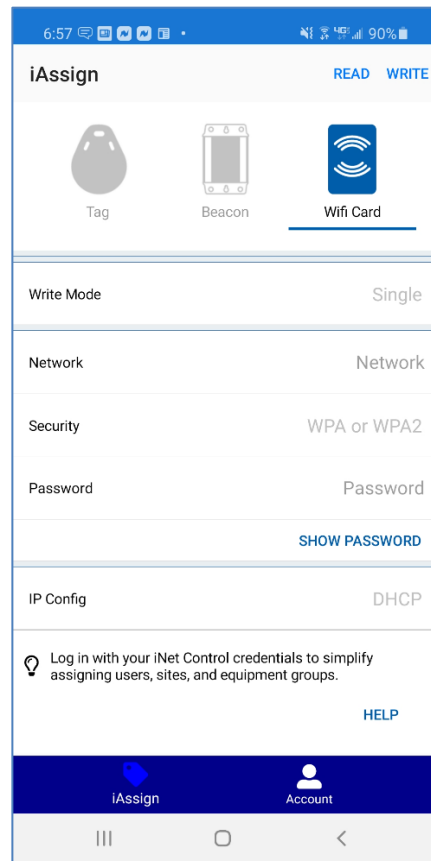 6:57 4G 90%
iAssign READ WRITE
Tag Beacon Wifi Card
Write Mode Single
Network Network
Security WPA or WPA2
Password Password
SHOW PASSWORD
IP Config DHCP
Log in with your iNet Control credentials to simplify
assigning users, sites, and equipment groups.
HELP
iAssign Account